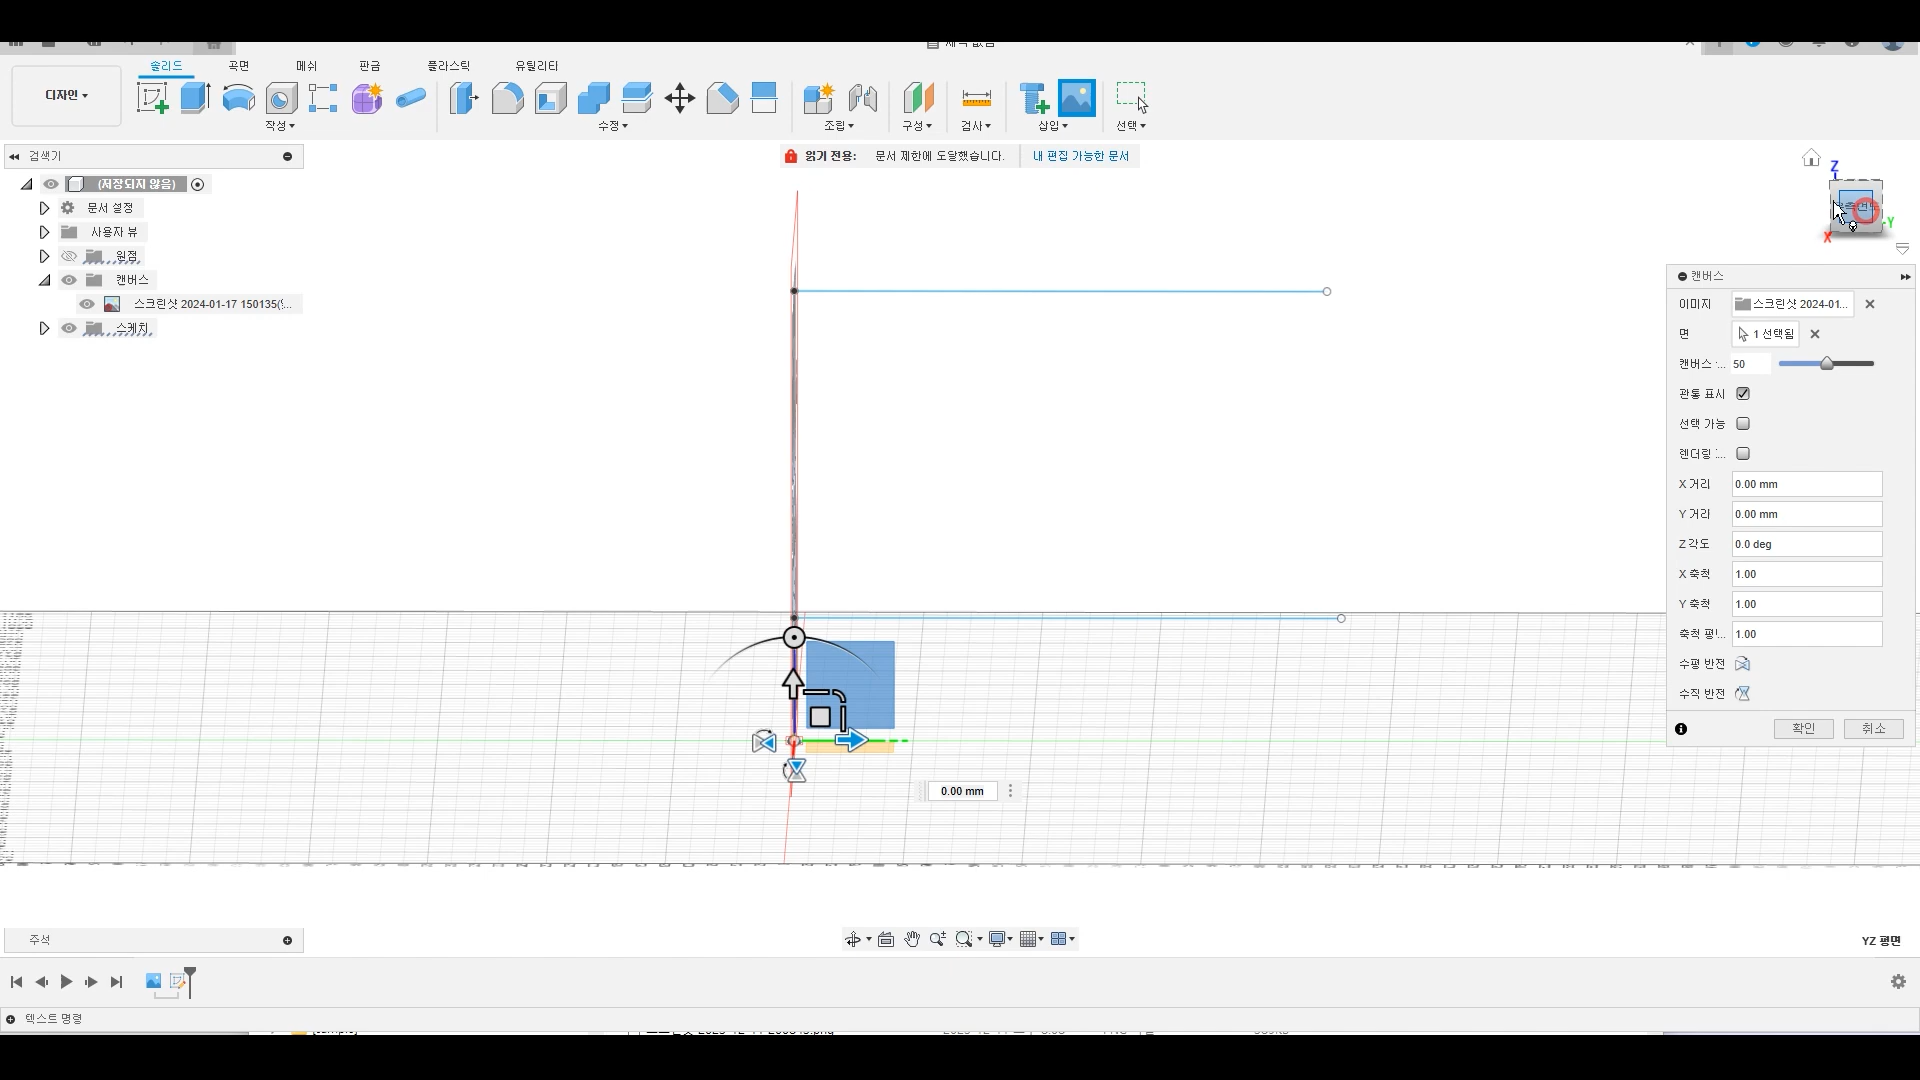 제목 없음
솔리드 곡면 메쉬 판금 플라스틱 유틸리티
디자인
작성 수정 조립 구성 검사 삽입 선택
검색기
읽기 전용: 문서 제한에 도달했습니다. 내 편집 가능한 문서
(저장되지 않음)
문서 설정
사용자 뷰
원점
캔버스
스크린샷 2024-01-17 150135(
스케치
Z
Y
X
캔버스
이미지 스크린샷 2024-01...
면 1 선택됨
캔버스 :... 50
관통 표시
선택 가능
렌더링 :...
X 거리 0.00 mm
Y 거리 0.00 mm
Z 각도 0.0 deg
X 축척 1.00
Y 축척 1.00
축척 평!... 1.00
수평 반전
수직 반전
확인 취소
0.00 mm
주석
YZ 평면
텍스트 명령